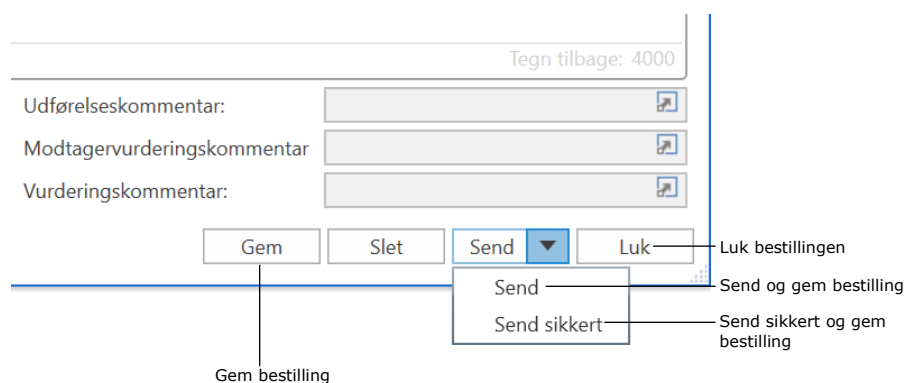 Tegn tilbage: 4000
Udførelseskommentar:
Modtagervurderingskommentar
Vurderingskommentar:
Gem Slet Send Luk Luk bestillingen
Send Send og gem bestilling
Send sikkert Send sikkert og gem
bestilling
Gem bestilling